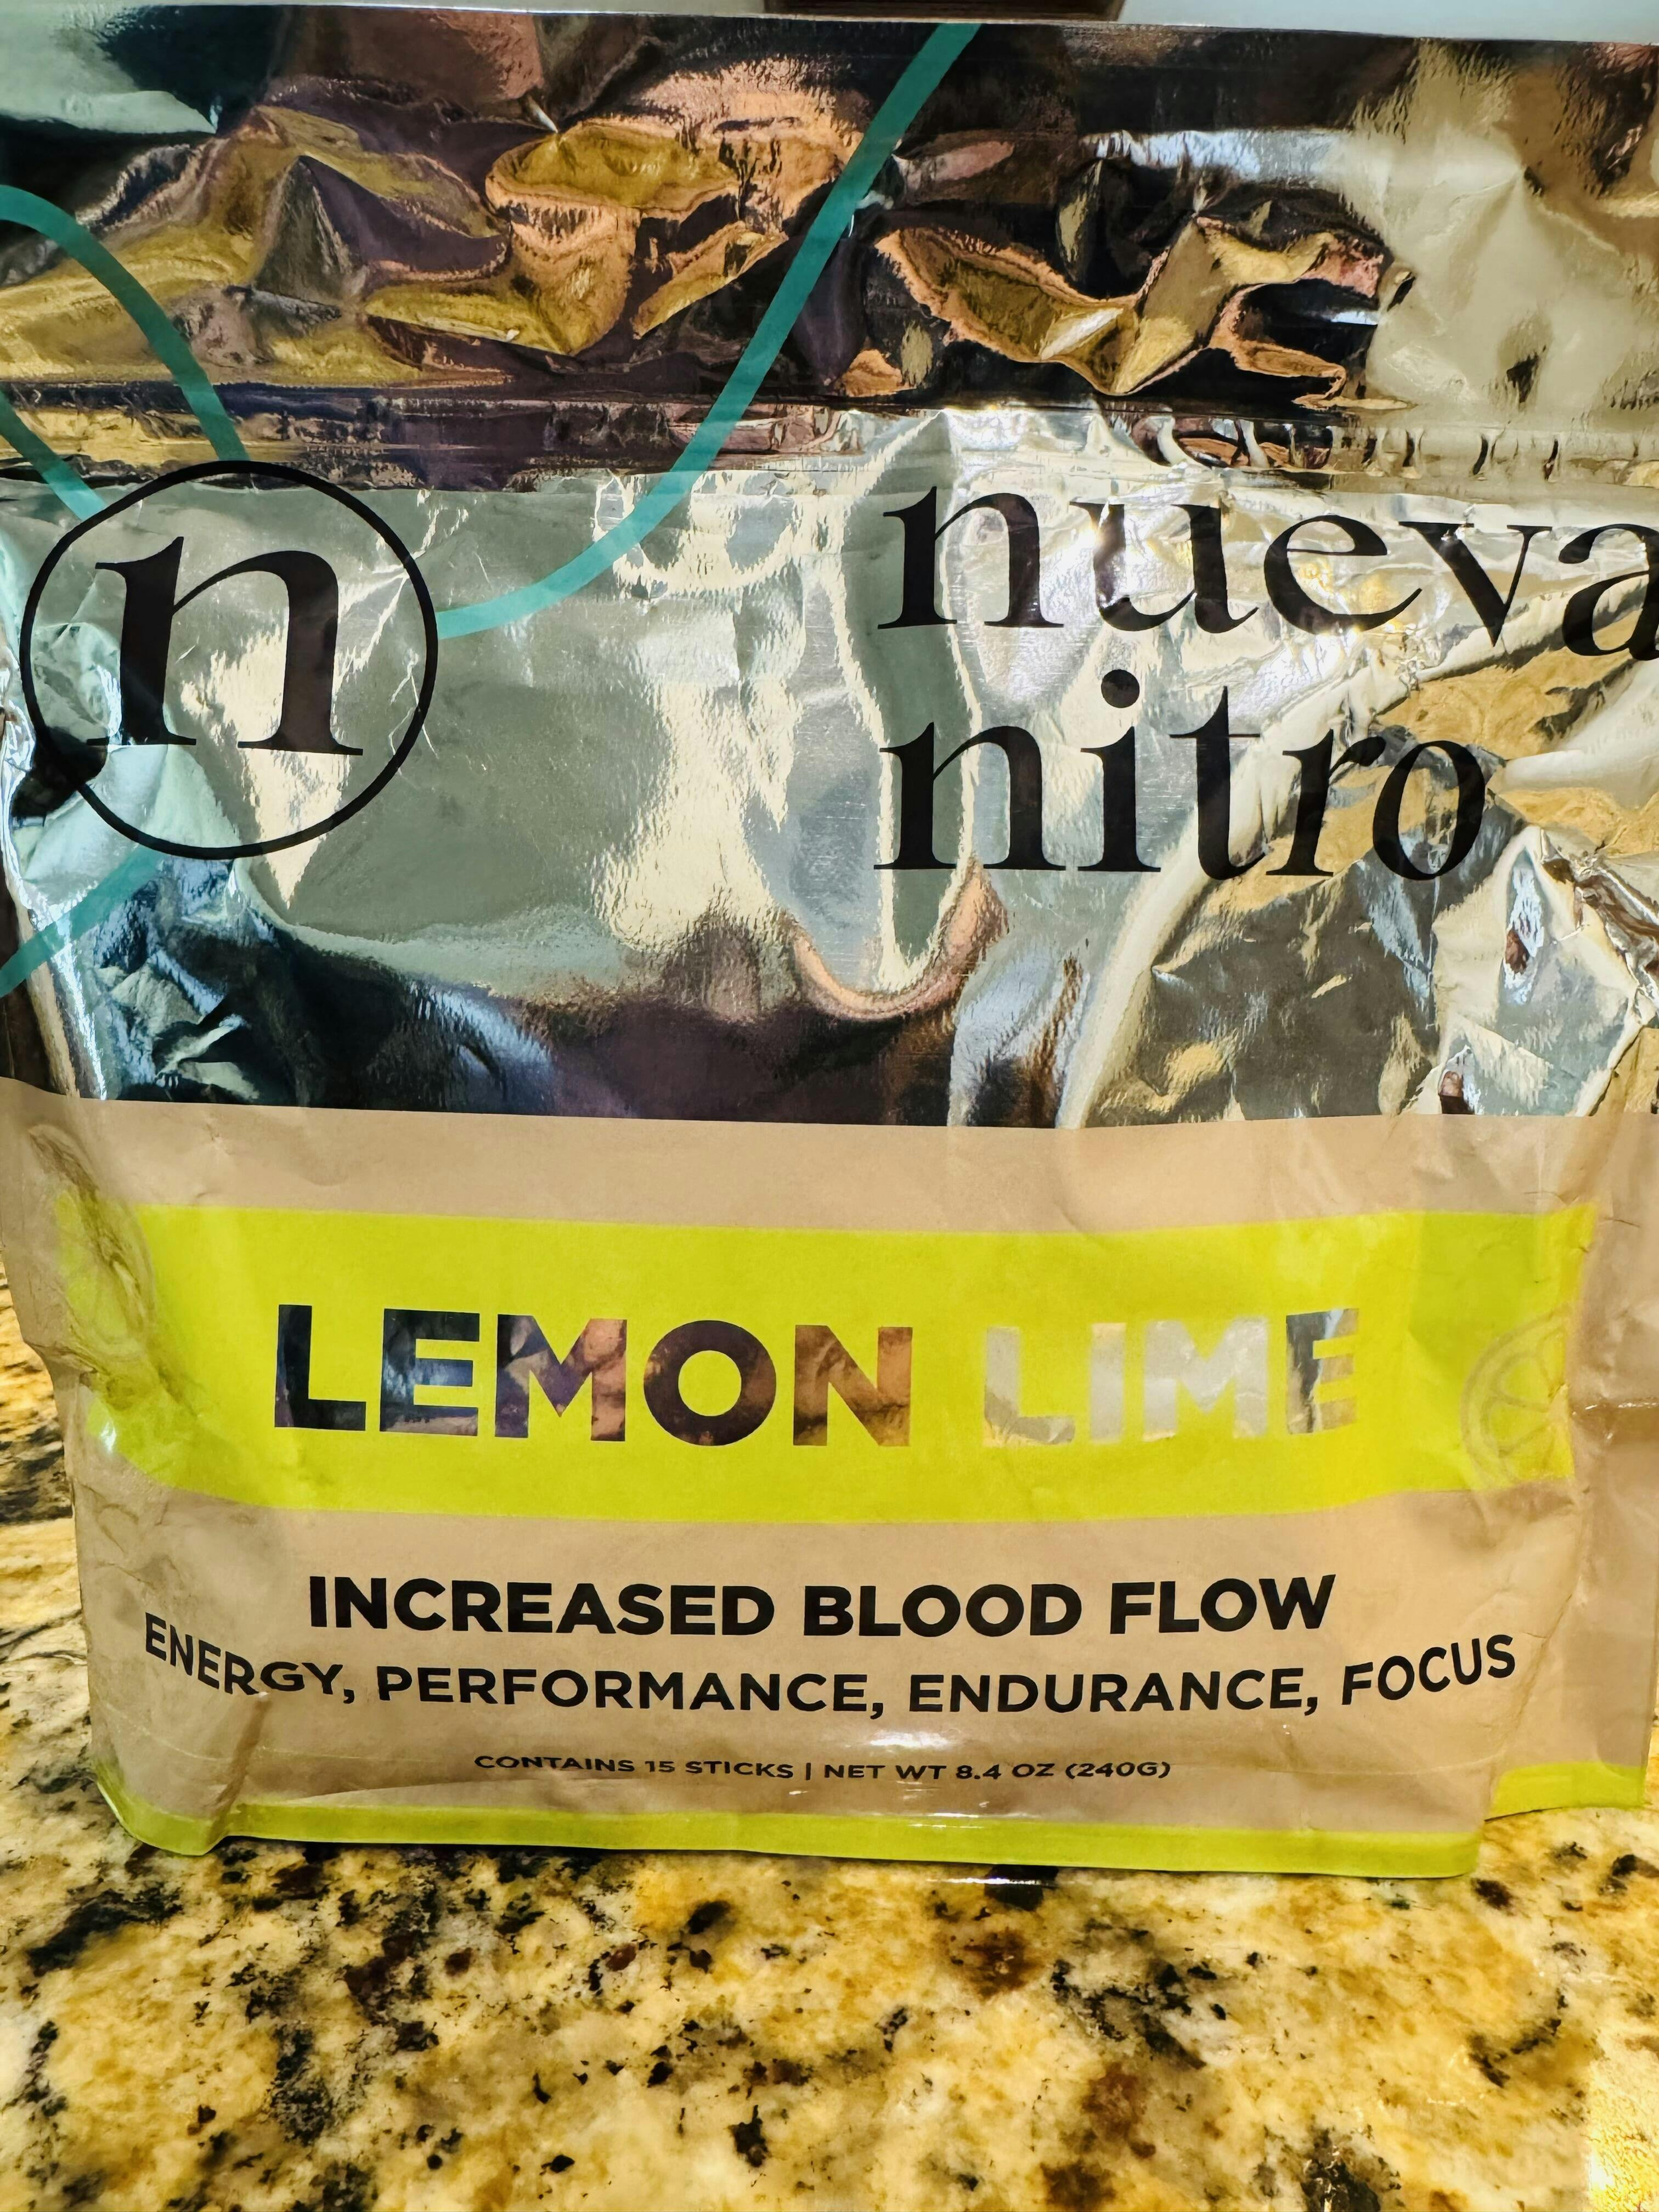 n
nueva
nitro
LEMON LIME
INCREASED BLOOD FLOW
ENERGY, PERFORMANCE, ENDURANCE, FOCUS
CONTAINS 15 STICKS | NET WT 8.4 OZ (240G)